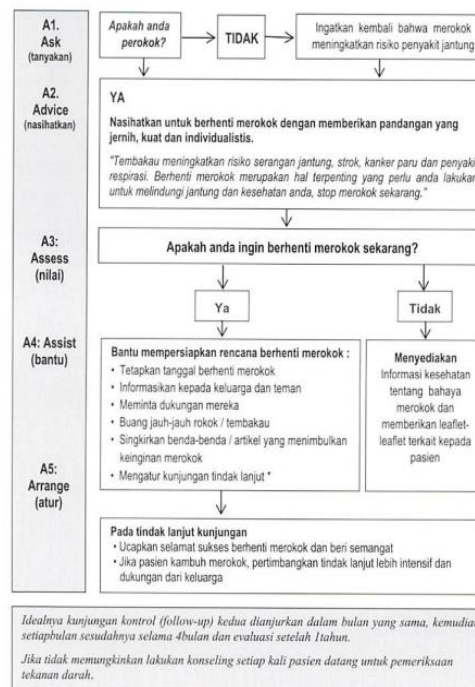 A1.
Ask
(tanyakan)
Apakah anda
perokok?
TIDAK
Ingatkan kembali bahwa merokok
meningkatkan risiko penyakit jantung
A2.
Advice
(nasihatkan)
YA
Nasihatkan untuk berhenti merokok dengan memberikan pandangan yang
jernih, kuat dan individualistis.
"Tembakau meningkatkan risiko serangan jantung, strok, kanker paru dan penyaki
respirasi. Berhenti merokok merupakan hal terpenting yang perlu anda lakukan
untuk melindungi jantung dan kesehatan anda, stop merokok sekarang."
A3:
Assess
(nilai)
Apakah anda ingin berhenti merokok sekarang?
Ya
Tidak
A4: Assist
(bantu)
Bantu mempersiapkan rencana berhenti merokok :
• Tetapkan tanggal berhenti merokok
• Informasikan kepada keluarga dan teman
• Meminta dukungan mereka
• Buang jauh-jauh rokok / tembakau
• Singkirkan benda-benda / artikel yang menimbulkan
keinginan merokok
• Mengatur kunjungan tindak lanjut *
Menyediakan
Informasi kesehatan
tentang bahaya
merokok dan
memberikan leaflet-
leaflet terkait kepada
pasien
A5:
Arrange
(atur)
Pada tindak lanjut kunjungan
• Ucapkan selamat sukses berhenti merokok dan beri semangat
• Jika pasien kambuh merokok, pertimbangkan tindak lanjut lebih intensif dan
dukungan dari keluarga
Idealnya kunjungan kontrol (follow-up) kedua dianjurkan dalam bulan yang sama, kemudia
setiapbulan sesudahnya selama 4bulan dan evaluasi setelah 1tahun.
Jika tidak memungkinkan lakukan konseling setiap kali pasien datang untuk pemeriksaan
tekanan darah.